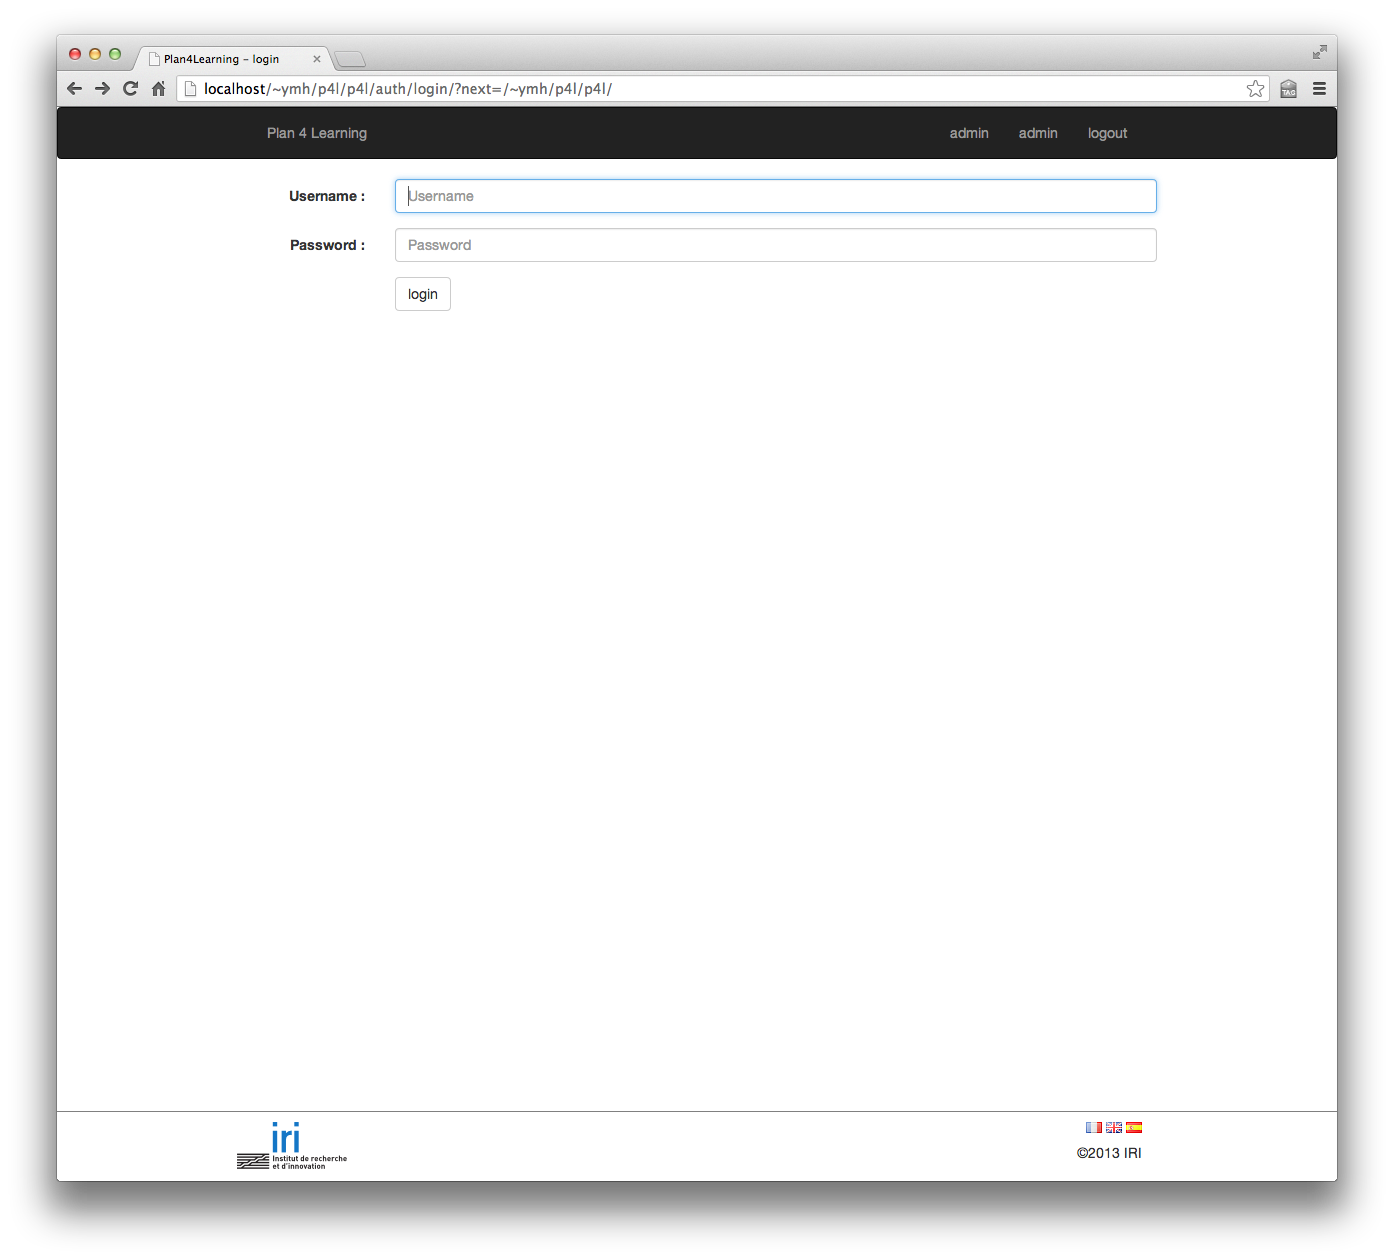 Plan4Learning – login
localhost/~ymh/p4l/p4l/auth/login/?next=/~ymh/p4l/p4l/
TAG
Plan 4 Learning admin admin logout
Username : Username
Password : Password
login
iri
Institut de recherche
et d'innovation
©2013 IRI